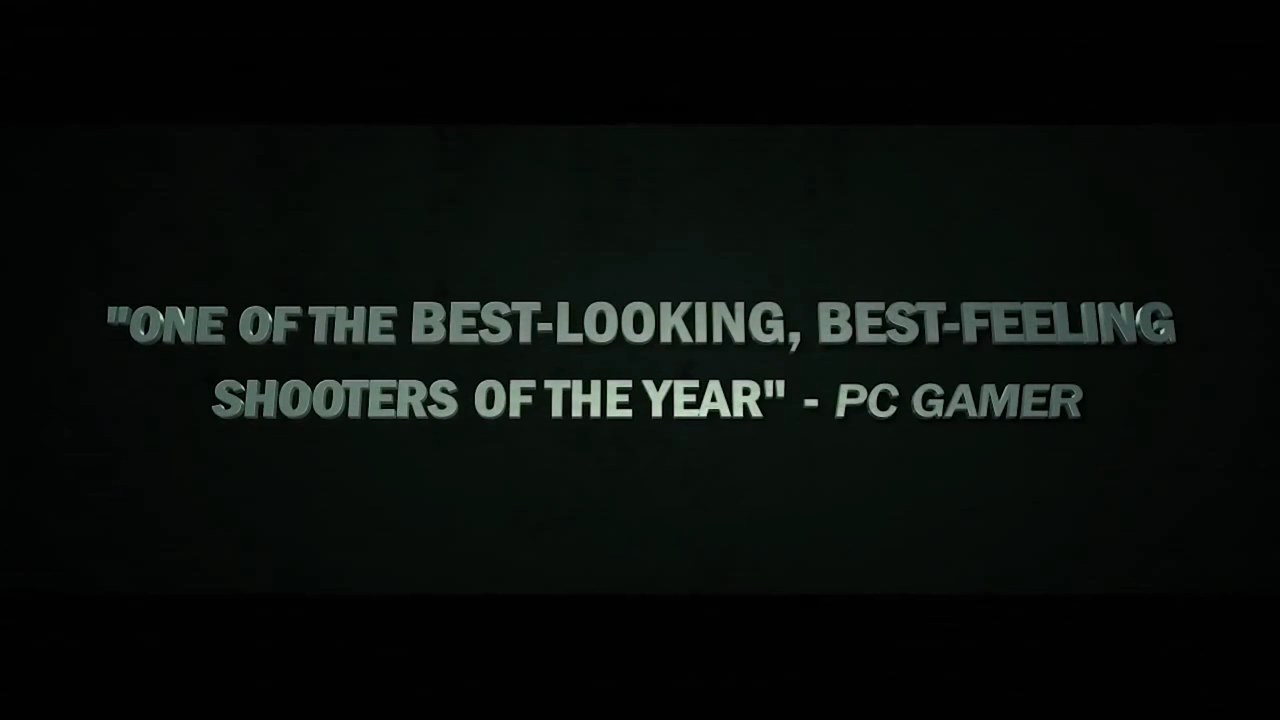 "ONE OF THE BEST-LOOKING, BEST-FEELING
SHOOTERS OF THE YEAR" - PC GAMER